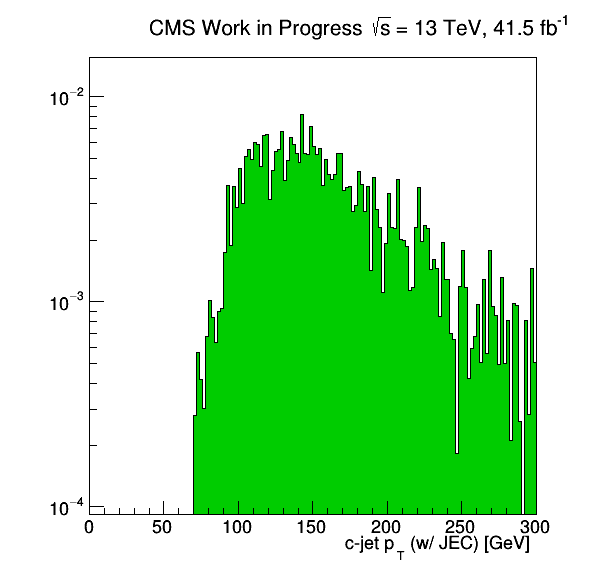 CMS Work in Progress √s = 13 TeV, 41.5 fb⁻¹
10⁻²
10⁻³
10⁻⁴
0 50 100 150 200 250 300
c-jet p_T (w/ JEC) [GeV]